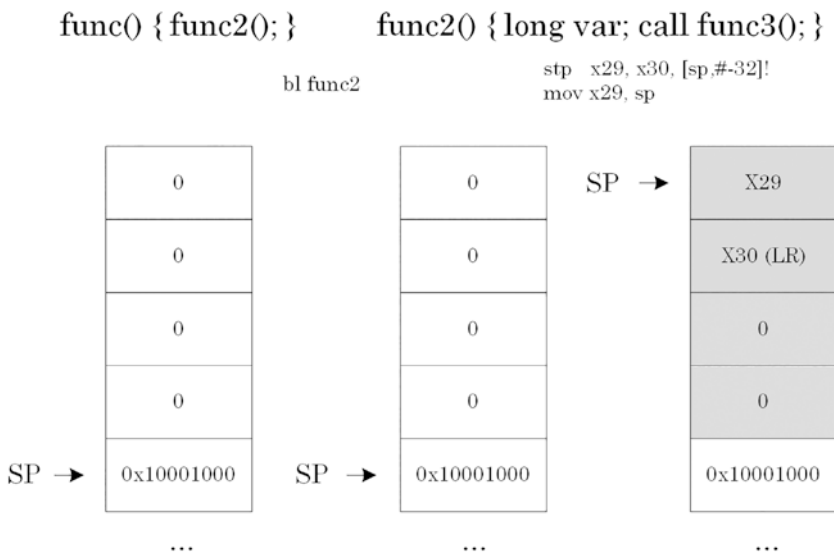 func() {func2(); }    func2() {long var; call func3(); }
bl func2
stp x29, x30, [sp,#-32]!
mov x29, sp
0    0    SP → X29
0    0    X30 (LR)
0    0    0
0    0    0
SP → 0x10001000    SP → 0x10001000    0x10001000
...    ...    ...